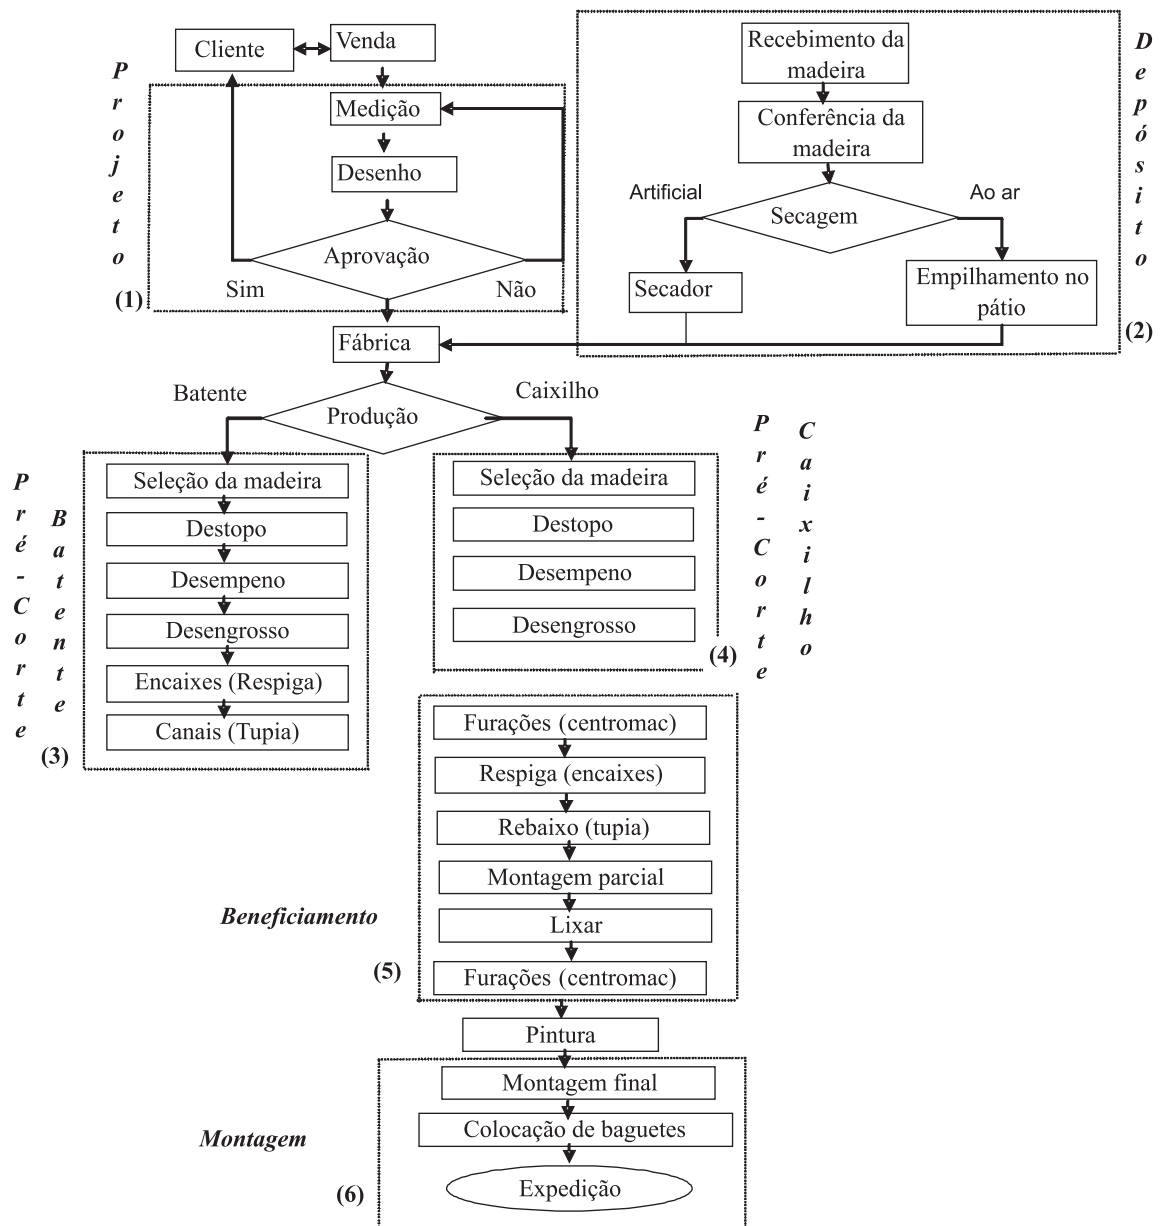 Cliente
Venda
Projeto
Medição
Desenho
Aprovação
Sim
Não
(1)
Recebimento da
madeira
Conferência da
madeira
Artificial
Ao ar
Secagem
Secador
Empilhamento no
pátio
Depósito
(2)
Fábrica
Batente
Caixilho
Produção
Pré-Corte
Batente
Seleção da madeira
Destopo
Desempeno
Desengrosso
Encaixes (Respiga)
Canais (Tupia)
(3)
Seleção da madeira
Destopo
Desempeno
Desengrosso
(4)
Pré-Corte
Caixilho
Furações (centromac)
Respiga (encaixes)
Rebaixo (tupia)
Montagem parcial
Beneficiamento
Lixar
(5)
Furações (centromac)
Pintura
Montagem final
Colocação de baguetes
Montagem
Expedição
(6)